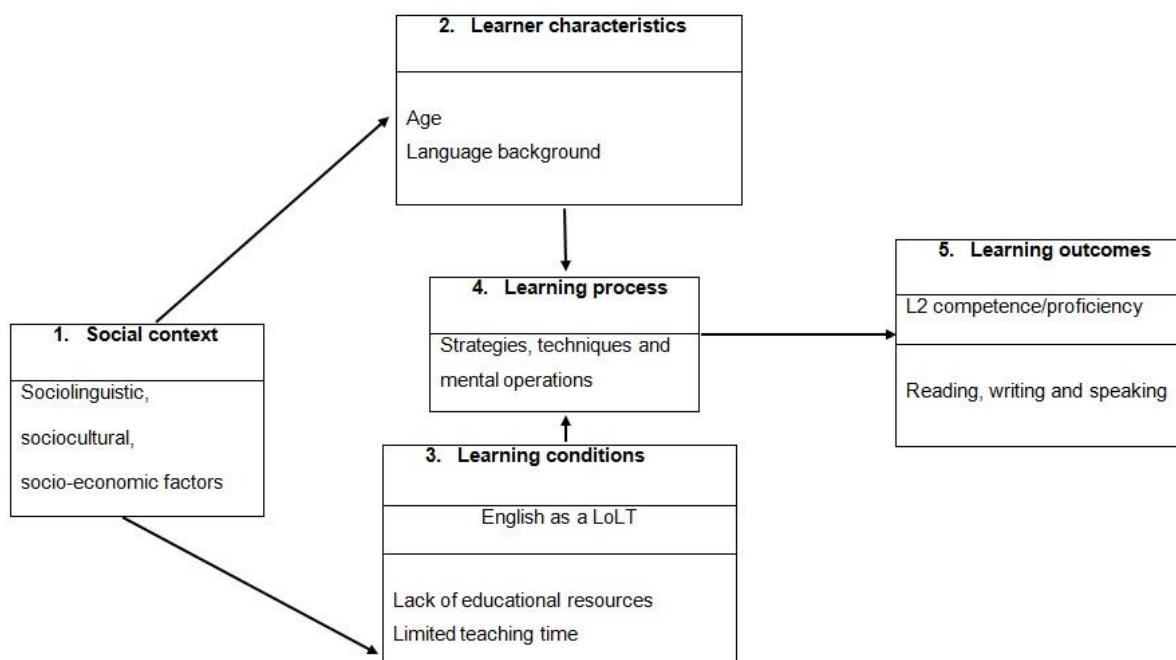 2. Learner characteristics
Age
Language background
5. Learning outcomes
L2 competence/proficiency
Reading, writing and speaking
4. Learning process
Strategies, techniques and
mental operations
1. Social context
Sociolinguistic,
sociocultural,
socio-economic factors
3. Learning conditions
English as a LoLT
Lack of educational resources
Limited teaching time